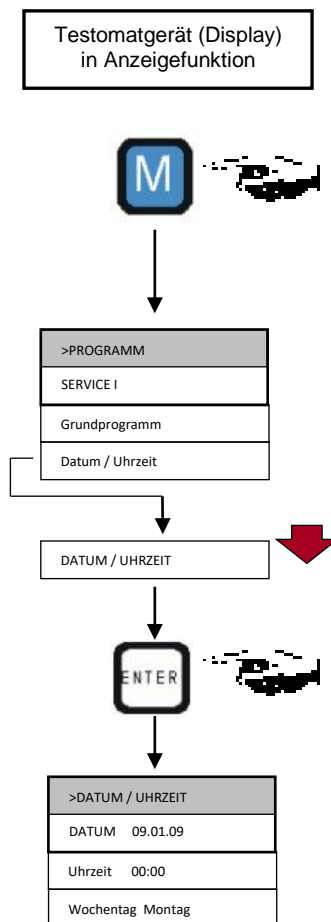 Testomatgerät (Display)
in Anzeigefunktion
M
>PROGRAMM
SERVICE I
Grundprogramm
Datum / Uhrzeit
DATUM / UHRZEIT
ENTER
>DATUM / UHRZEIT
DATUM 09.01.09
Uhrzeit 00:00
Wochentag Montag